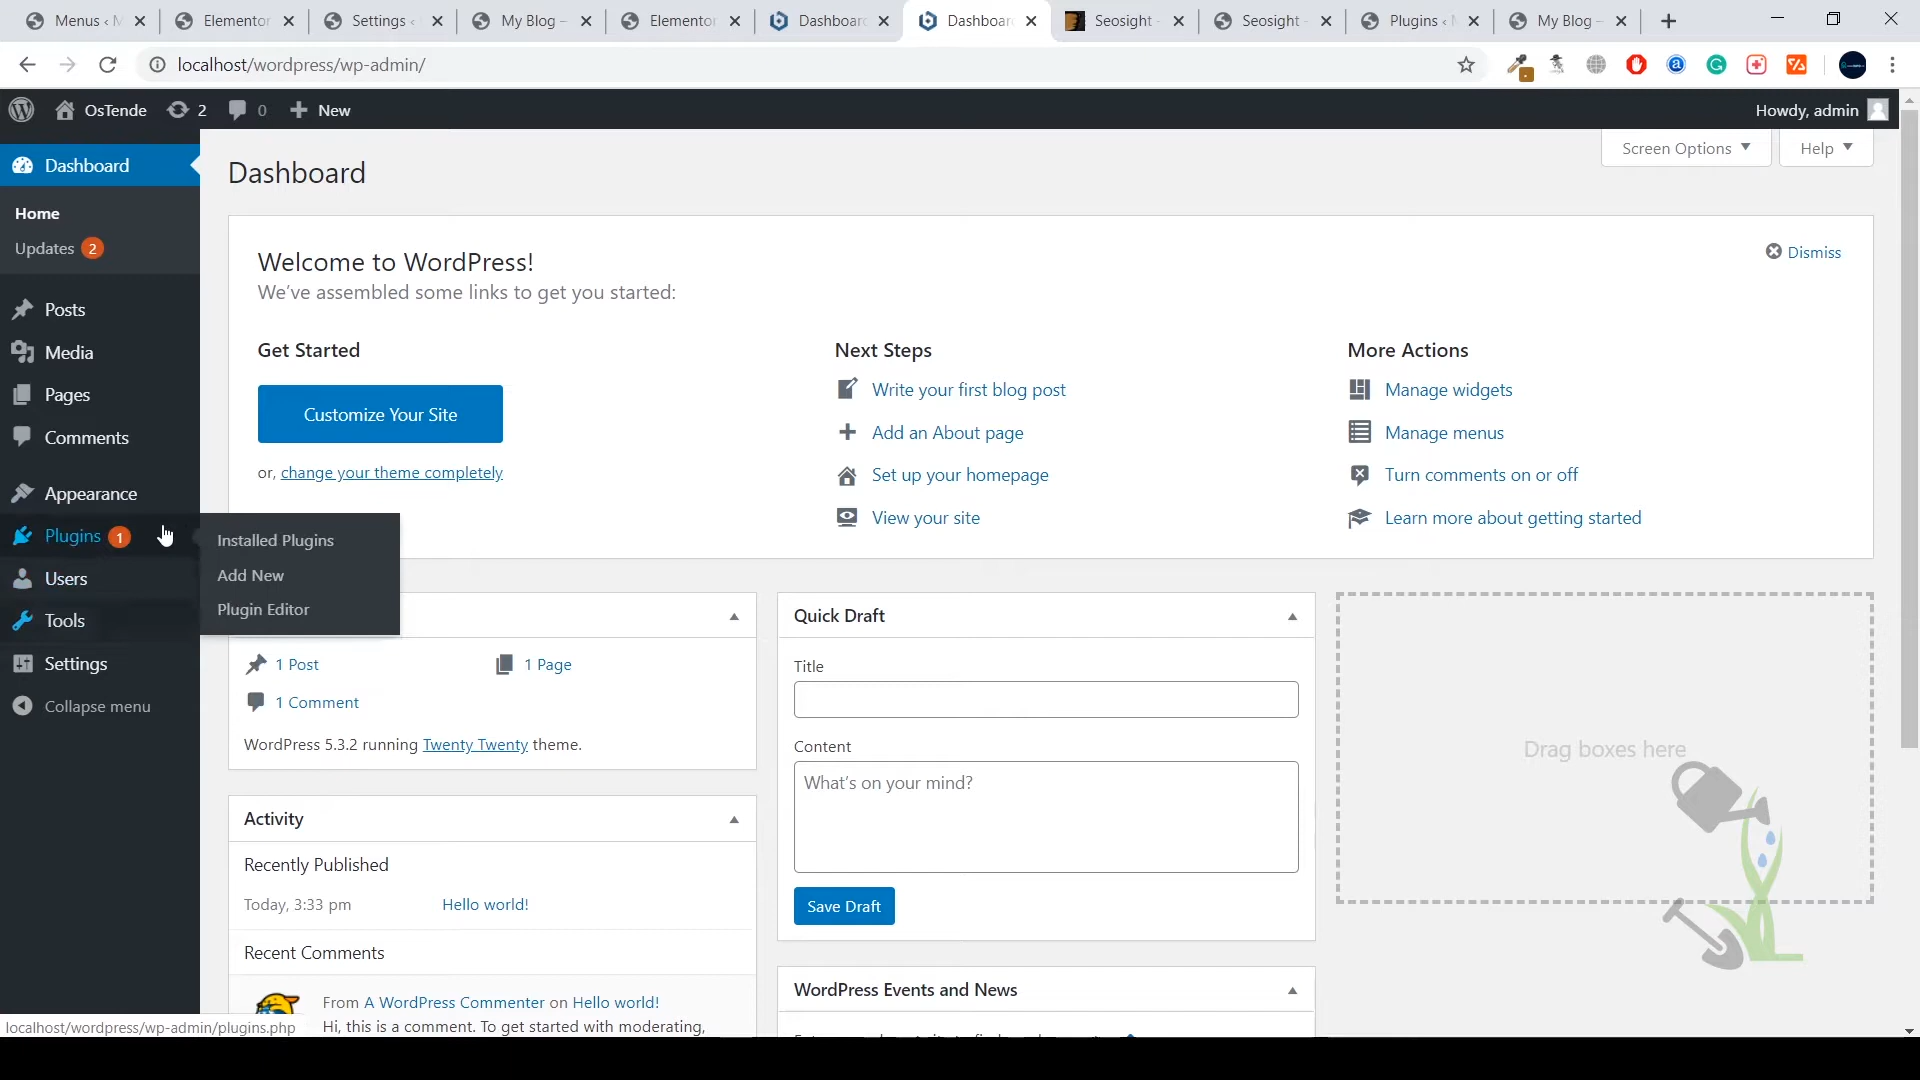 Menus ‹ M
Elementor
Settings ‹
My Blog –
Elementor
Dashboard
Dashboard
Seosight -
Seosight -
Plugins ‹
My Blog –
localhost/wordpress/wp-admin/
OsTende 2 0 New
Howdy, admin
Dashboard
Home
Updates 2
Posts
Media
Pages
Comments
Appearance
Plugins 1
Users
Tools
Settings
Collapse menu
Installed Plugins
Add New
Plugin Editor
Screen Options
Help
Dashboard
Welcome to WordPress!
We've assembled some links to get you started:
Dismiss
Get Started
Customize Your Site
or, change your theme completely
Next Steps
Write your first blog post
Add an About page
Set up your homepage
View your site
More Actions
Manage widgets
Manage menus
Turn comments on or off
Learn more about getting started
1 Post
1 Page
1 Comment
WordPress 5.3.2 running Twenty Twenty theme.
Activity
Recently Published
Today, 3:33 pm Hello world!
Recent Comments
From A WordPress Commenter on Hello world!
Hi, this is a comment. To get started with moderating,
Quick Draft
Title
Content
What's on your mind?
Save Draft
WordPress Events and News
Drag boxes here
localhost/wordpress/wp-admin/plugins.php